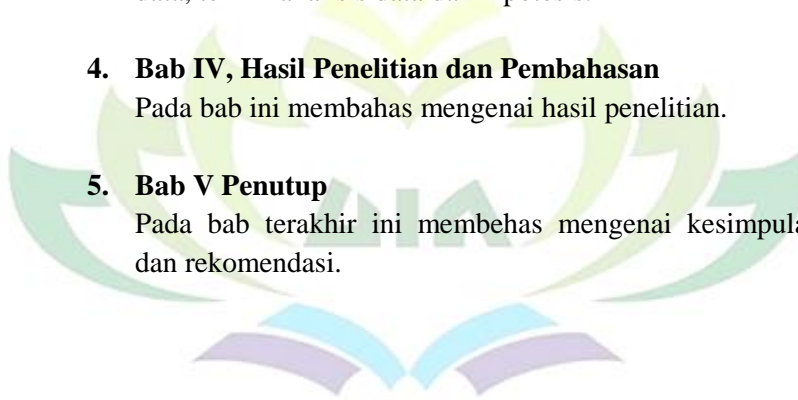 4. Bab IV, Hasil Penelitian dan Pembahasan
Pada bab ini membahas mengenai hasil penelitian.
5. Bab V Penutup
Pada bab terakhir ini membehas mengenai kesimpula
dan rekomendasi.